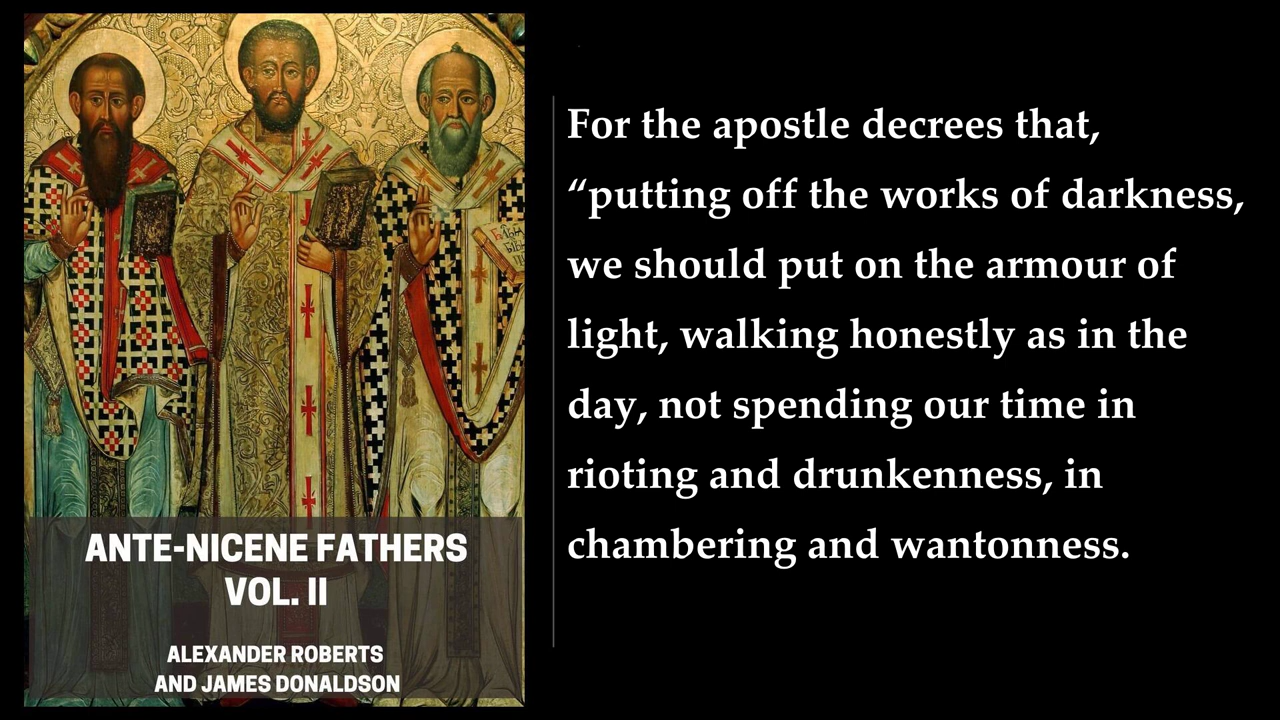 For the apostle decrees that,
“putting off the works of darkness,
we should put on the armour of
light, walking honestly as in the
day, not spending our time in
rioting and drunkenness, in
chambering and wantonness.
ANTE-NICENE FATHERS
VOL. II
ALEXANDER ROBERTS
AND JAMES DONALDSON